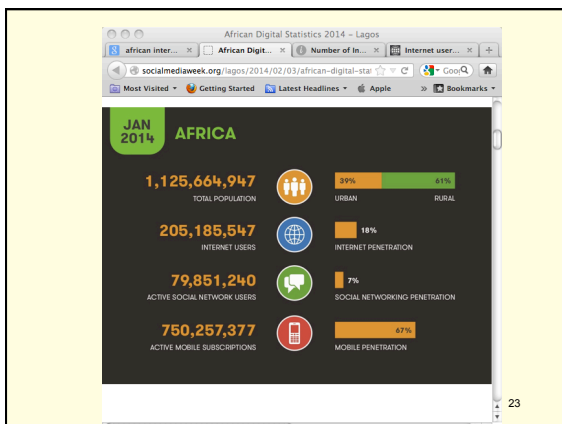 African Digital Statistics 2014 – Lagos
african inter... African Digit... Number of In... Internet user...
socialmediaweek.org/lagos/2014/02/03/african-digital-stat
Most Visited Getting Started Latest Headlines Apple » Bookmarks
JAN
2014
AFRICA
1,125,664,947
TOTAL POPULATION
39% 61%
URBAN RURAL
205,185,547
INTERNET USERS
18%
INTERNET PENETRATION
79,851,240
ACTIVE SOCIAL NETWORK USERS
7%
SOCIAL NETWORKING PENETRATION
750,257,377
ACTIVE MOBILE SUBSCRIPTIONS
67%
MOBILE PENETRATION
23